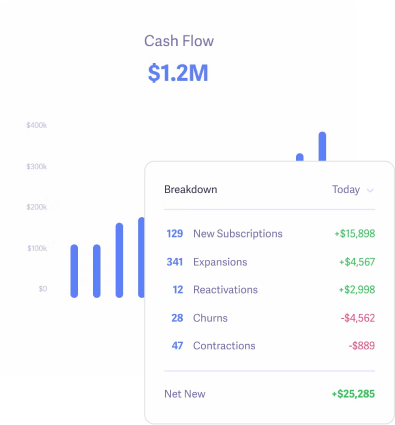 Cash Flow
$1.2M
$400k
$300k
$200k
$100k
$0
Breakdown Today
129 New Subscriptions +$15,898
341 Expansions +$4,567
12 Reactivations +$2,998
28 Churns -$4,562
47 Contractions -$889
Net New +$25,285